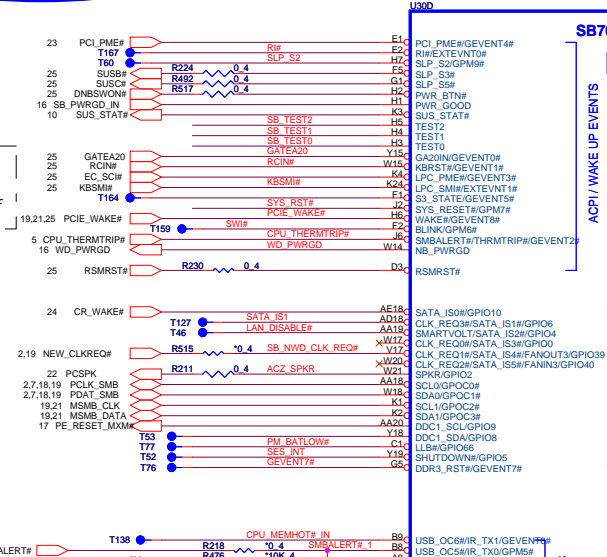 U30D
SB70
23 PCI_PME# E1 PCI_PME#/GEVENT4#
T167 RI# E2 RI#/EXTEVNT0#
T60 SLP_S2 H7 SLP_S2/GPM9#
25 SUSB# R224 0_4 F5 SLP_S3#
25 SUSC# R492 0_4 G1 SLP_S5#
25 DNBSWON# R517 0_4 H2 PWR_BTN#
16 SB_PWRGD_IN H1 PWR_GOOD
10 SUS_STAT# K3 SUS_STAT#
SB_TEST2 H5 TEST2
SB_TEST1 H4 TEST1
SB_TEST0 H3 TEST0
25 GATEA20 GATEA20 Y15 GA20IN/GEVENT0#
25 RCIN# RCIN# W15 KBRST#/GEVENT1#
25 EC_SCI# K4 LPC_PME#/GEVENT3#
25 KBSMI# KBSMI# K24 LPC_SMI#/EXTEVNT1#
T164 F1 S3_STATE/GEVENT5#
SYS_RST# J2 SYS_RESET#/GPM7#
19,21,25 PCIE_WAKE# PCIE_WAKE# H6 WAKE#/GEVENT8#
T159 SWI# F2 BLINK/GPM6#
5 CPU_THERMTRIP# CPU_THERMTRIP# J6 SMBALERT#/THRMTRIP#/GEVENT2#
16 WD_PWRGD WD_PWRGD W14 NB_PWRGD
25 RSMRST# R230 0_4 D3 RSMRST#
ACPI / WAKE UP EVENTS
24 CR_WAKE# AE18 SATA_IS0#/GPIO10
T127 SATA_IS1 AD18 CLK_REQ3#/SATA_IS1#/GPIO6
T46 LAN_DISABLE# AA19 SMARTVOLT/SATA_IS2#/GPIO4
W17 CLK_REQ0#/SATA_IS3#/GPIO0
2,19 NEW_CLKREQ# R515 *0_4 SB_NWD_CLK_REQ# V17 CLK_REQ1#/SATA_IS4#/FANOUT3/GPIO39
W20 CLK_REQ2#/SATA_IS5#/FANIN3/GPIO40
22 PCSPK R211 0_4 ACZ_SPKR W21 SPKR/GPIO2
2,7,18,19 PCLK_SMB AA18 SCL0/GPOC0#
2,7,18,19 PDAT_SMB W18 SDA0/GPOC1#
19,21 MSMB_CLK K1 SCL1/GPOC2#
19,21 MSMB_DATA K2 SDA1/GPOC3#
17 PE_RESET_MXM# AA20 DDC1_SCL/GPIO9
T53 Y18 DDC1_SDA/GPIO8
T77 PM_BATLOW# C1 LLB#/GPIO66
T52 SES_INT Y19 SHUTDOWN#/GPIO5
T76 GEVENT7# G5 DDR3_RST#/GEVENT7#
T138 CPU_MEMHOT#_IN B9 USB_OC6#/IR_TX1/GEVENT6#
ALERT# R218 *0_4 SMBALERT#_1 B8 USB_OC5#/IR_TX0/GPM5#
R476 *10K_4 A8